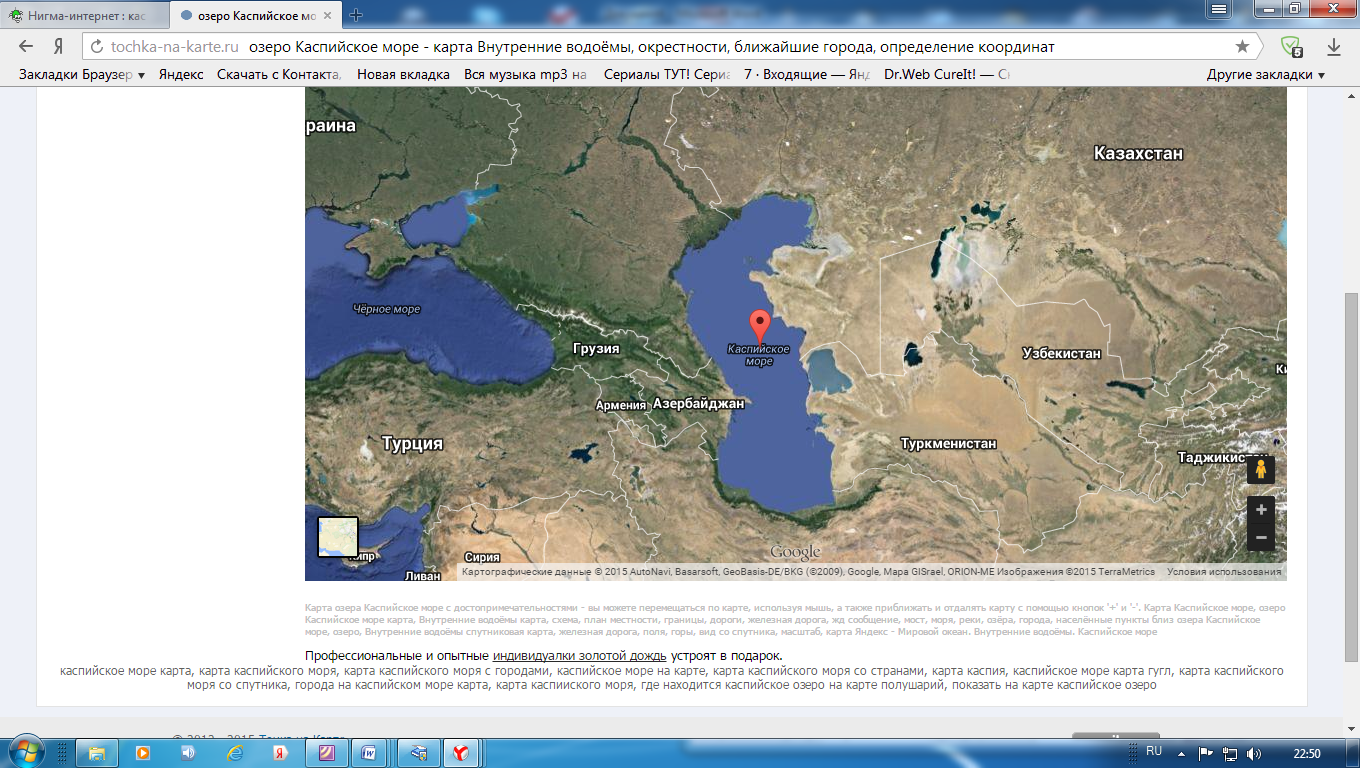 Нигма-интернет : кас
озеро Каспийское мо
tochka-na-karte.ru озеро Каспийское море - карта Внутренние водоёмы, окрестности, ближайшие города, определение координат
5
Закладки Браузер Яндекс Скачать с Контакта, Новая вкладка Вся музыка mp3 на Сериалы ТУТ! Сериа 7 · Входящие — Янд Dr.Web CureIt! — Ск Другие закладки
раина
Казахстан
Чёрное море
Грузия
Каспийское
море
Узбекистан
Армения Азербайджан
Турция
Туркменистан
Таджикистан
Кипр
Сирия
Ливан
Google
Картографические данные © 2015 AutoNavi, Basarsoft, GeoBasis-DE/BKG (©2009), Google, Mapa GISrael, ORION-ME Изображения ©2015 TerraMetrics Условия использования
Карта озера Каспийское море с достопримечательностями - вы можете перемещаться по карте, используя мышь, а также приближать и отдалять карту с помощью кнопок '+' и '-'. Карта Каспийское море, озеро
Каспийское море карта, Внутренние водоёмы карта, схема, план местности, границы, дороги, железная дорога, жд сообщение, мост, моря, реки, озёра, города, населённые пункты близ озера Каспийское
море, озеро, Внутренние водоёмы спутниковая карта, железная дорога, поля, горы, вид со спутника, масштаб, карта Яндекс - Мировой океан. Внутренние водоёмы. Каспийское море
Профессиональные и опытные индивидуалки золотой дождь устроят в подарок.
каспийское море карта, карта каспийского моря, карта каспийского моря с городами, каспийское море на карте, карта каспийского моря со странами, карта каспия, каспийское море карта гугл, карта каспийского
моря со спутника, города на каспийском море карта, карта каспииского моря, где находится каспийское озеро на карте полушарий, показать на карте каспийское озеро
RU
22:50